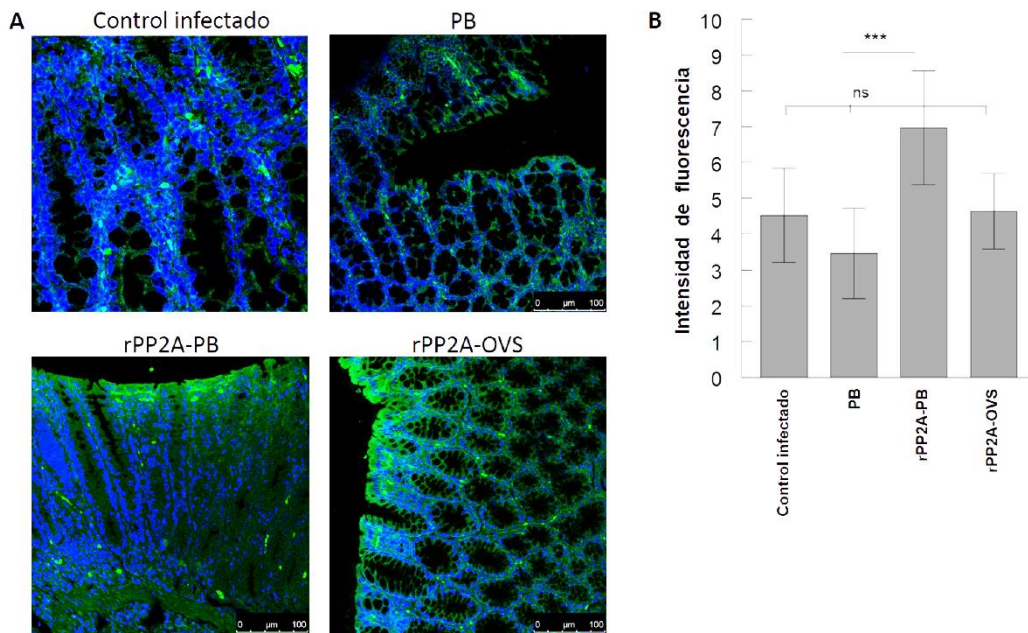 A
Control infectado
PB
0 µm 100
rPP2A-PB
rPP2A-OVS
0 µm 100
0 µm 100
B
Intensidad de fluorescencia
10
9
8
7
6
5
4
3
2
1
0
***
ns
Control infectado
PB
rPP2A-PB
rPP2A-OVS